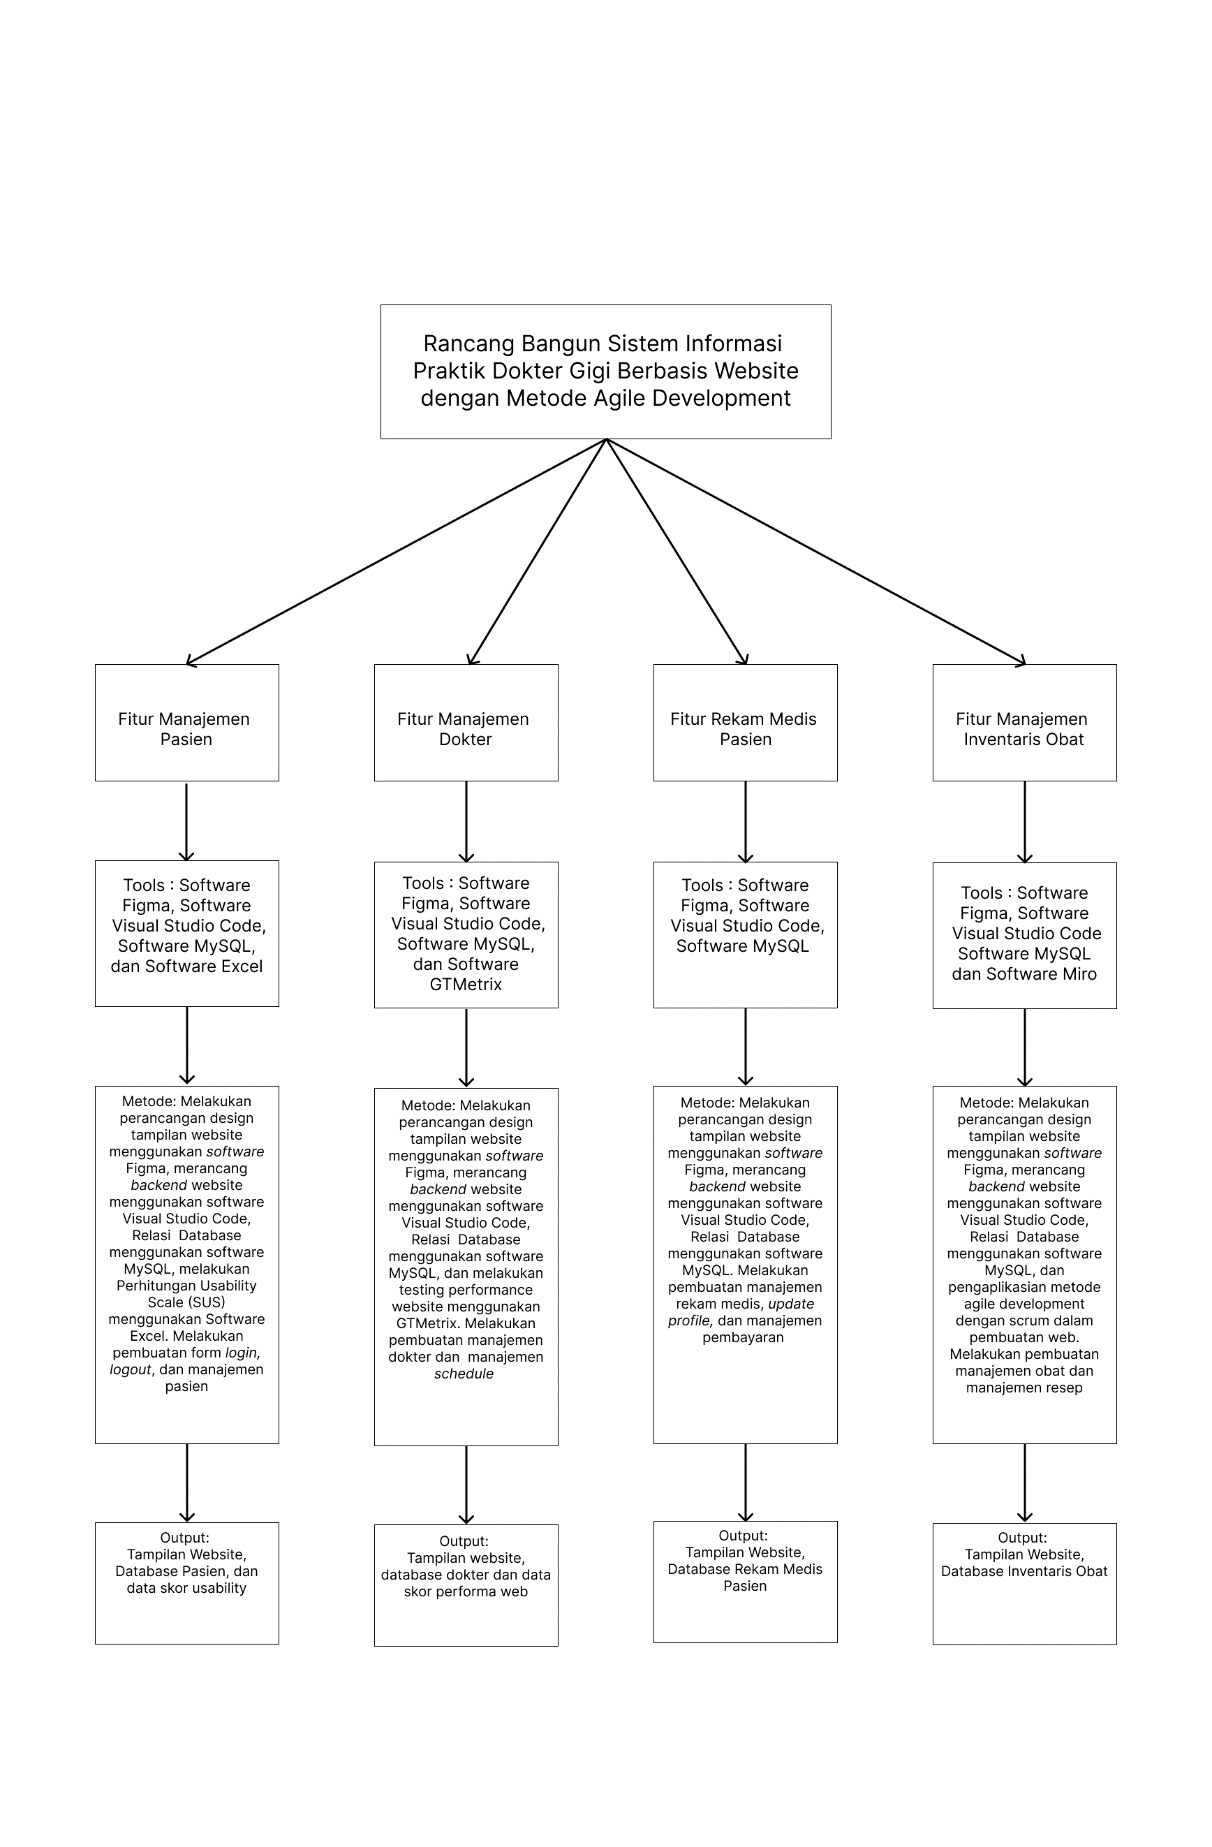 Rancang Bangun Sistem Informasi
Praktik Dokter Gigi Berbasis Website
dengan Metode Agile Development
Fitur Manajemen
Pasien
Fitur Manajemen
Dokter
Fitur Rekam Medis
Pasien
Fitur Manajemen
Inventaris Obat
Tools : Software
Figma, Software
Visual Studio Code,
Software MySQL,
dan Software Excel
Tools : Software
Figma, Software
Visual Studio Code,
Software MySQL,
dan Software
GTMetrix
Tools : Software
Figma, Software
Visual Studio Code,
Software MySQL
Tools : Software
Figma, Software
Visual Studio Code
Software MySQL
dan Software Miro
Metode: Melakukan
perancangan design
tampilan website
menggunakan software
Figma, merancang
backend website
menggunakan software
Visual Studio Code,
Relasi Database
menggunakan software
MySQL, melakukan
Perhitungan Usability
Scale (SUS)
menggunakan Software
Excel. Melakukan
pembuatan form login,
logout, dan manajemen
pasien
Metode: Melakukan
perancangan design
tampilan website
menggunakan software
Figma, merancang
backend website
menggunakan software
Visual Studio Code,
Relasi Database
menggunakan software
MySQL, dan melakukan
testing performance
website menggunakan
GTMetrix. Melakukan
pembuatan manajemen
dokter dan manajemen
schedule
Metode: Melakukan
perancangan design
tampilan website
menggunakan software
Figma, merancang
backend website
menggunakan software
Visual Studio Code,
Relasi Database
menggunakan software
MySQL. Melakukan
pembuatan manajemen
rekam medis, update
profile, dan manajemen
pembayaran
Metode: Melakukan
perancangan design
tampilan website
menggunakan software
Figma, merancang
backend website
menggunakan software
Visual Studio Code,
Relasi Database
menggunakan software
MySQL, dan
pengaplikasian metode
agile development
dengan scrum dalam
pembuatan web.
Melakukan pembuatan
manajemen obat dan
manajemen resep
Output:
Tampilan Website,
Database Pasien, dan
data skor usability
Output:
Tampilan website,
database dokter dan data
skor performa web
Output:
Tampilan Website,
Database Rekam Medis
Pasien
Output:
Tampilan Website,
Database Inventaris Obat